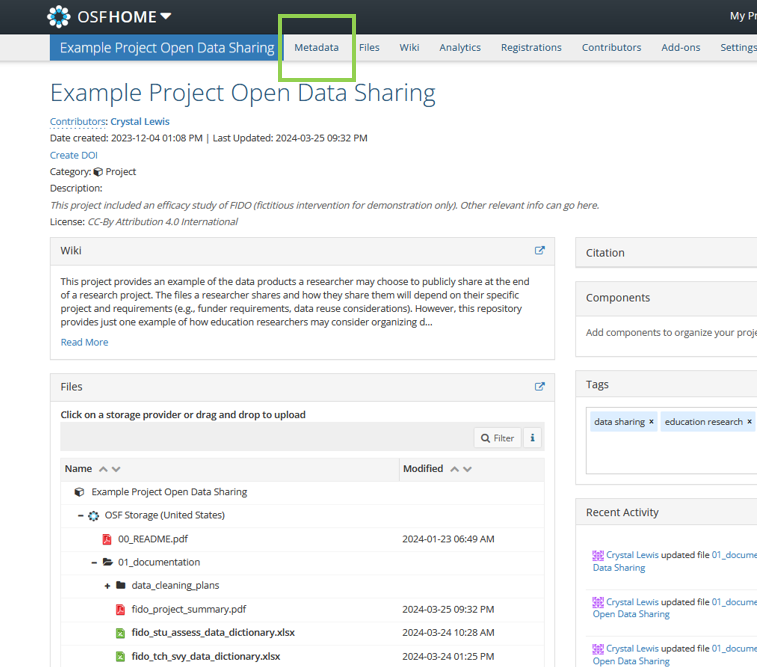 OSFHOME
My Pr
Example Project Open Data Sharing Metadata Files Wiki Analytics Registrations Contributors Add-ons Settings
Example Project Open Data Sharing
Contributors: Crystal Lewis
Date created: 2023-12-04 01:08 PM | Last Updated: 2024-03-25 09:32 PM
Create DOI
Category: Project
Description:
This project included an efficacy study of FIDO (fictitious intervention for demonstration only). Other relevant info can go here.
License: CC-By Attribution 4.0 International
Wiki
This project provides an example of the data products a researcher may choose to publicly share at the end
of a research project. The files a researcher shares and how they share them will depend on their specific
project and requirements (e.g., funder requirements, data reuse considerations). However, this repository
provides just one example of how education researchers may consider organizing d...
Read More
Files
Click on a storage provider or drag and drop to upload
Filter i
Name Modified
Example Project Open Data Sharing
OSF Storage (United States)
00_README.pdf 2024-01-23 06:49 AM
01_documentation
data_cleaning_plans
fido_project_summary.pdf 2024-03-25 09:32 PM
fido_stu_assess_data_dictionary.xlsx 2024-03-24 10:28 AM
fido_tch_svy_data_dictionary.xlsx 2024-03-24 01:25 PM
Citation
Components
Add components to organize your proje
Tags
data sharing × education research ×
Recent Activity
Crystal Lewis updated file 01_docume
Data Sharing
Crystal Lewis updated file 01_docume
Open Data Sharing
Crystal Lewis updated file 01_docume
Open Data Sharing